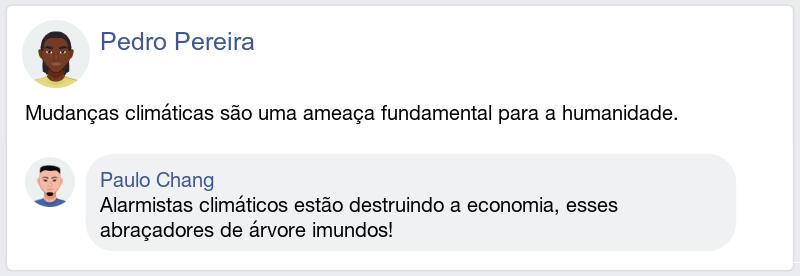 Pedro Pereira
Mudanças climáticas são uma ameaça fundamental para a humanidade.
Paulo Chang
Alarmistas climáticos estão destruindo a economia, esses
abraçadores de árvore imundos!